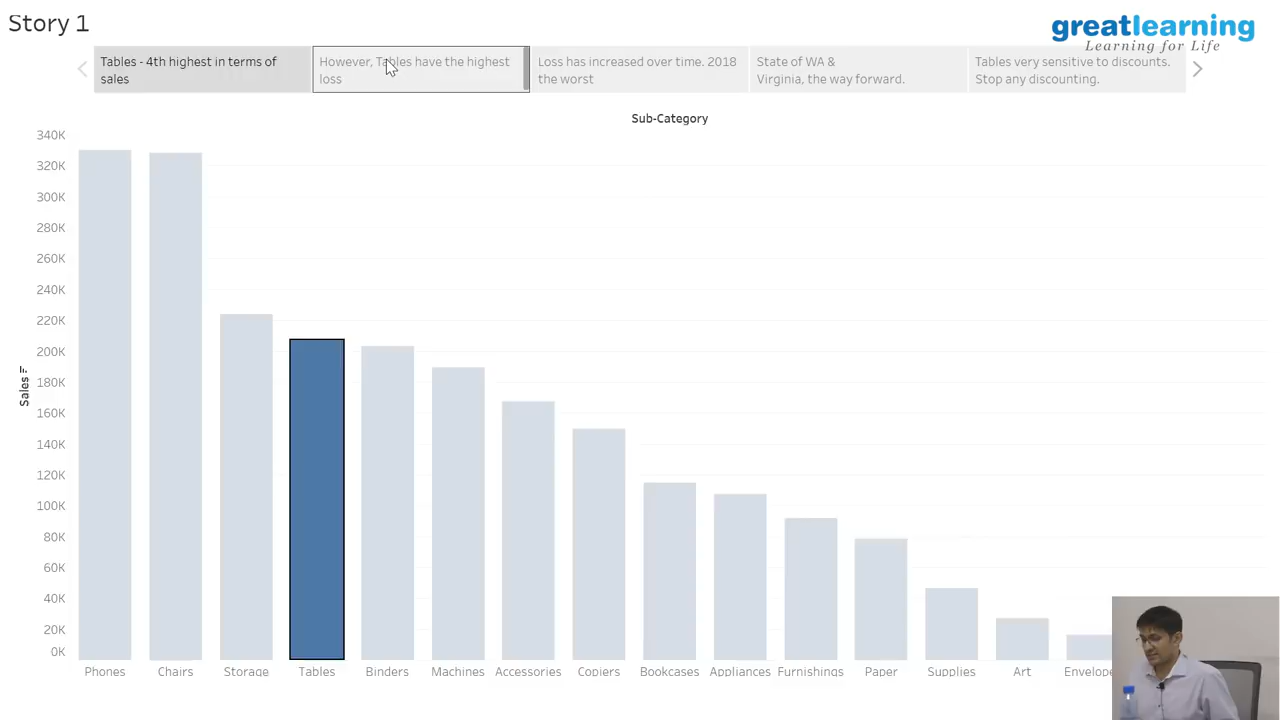 Story 1
greatlearning
Learning for Life
Tables - 4th highest in terms of
sales
However, Tables have the highest
loss
Loss has increased over time. 2018
the worst
State of WA &
Virginia, the way forward.
Tables very sensitive to discounts.
Stop any discounting.
Sub-Category
340K
320K
300K
280K
260K
240K
220K
200K
180K
160K
140K
120K
100K
80K
60K
40K
20K
0K
Sales
Phones
Chairs
Storage
Tables
Binders
Machines
Accessories
Copiers
Bookcases
Appliances
Furnishings
Paper
Supplies
Art
Envelope